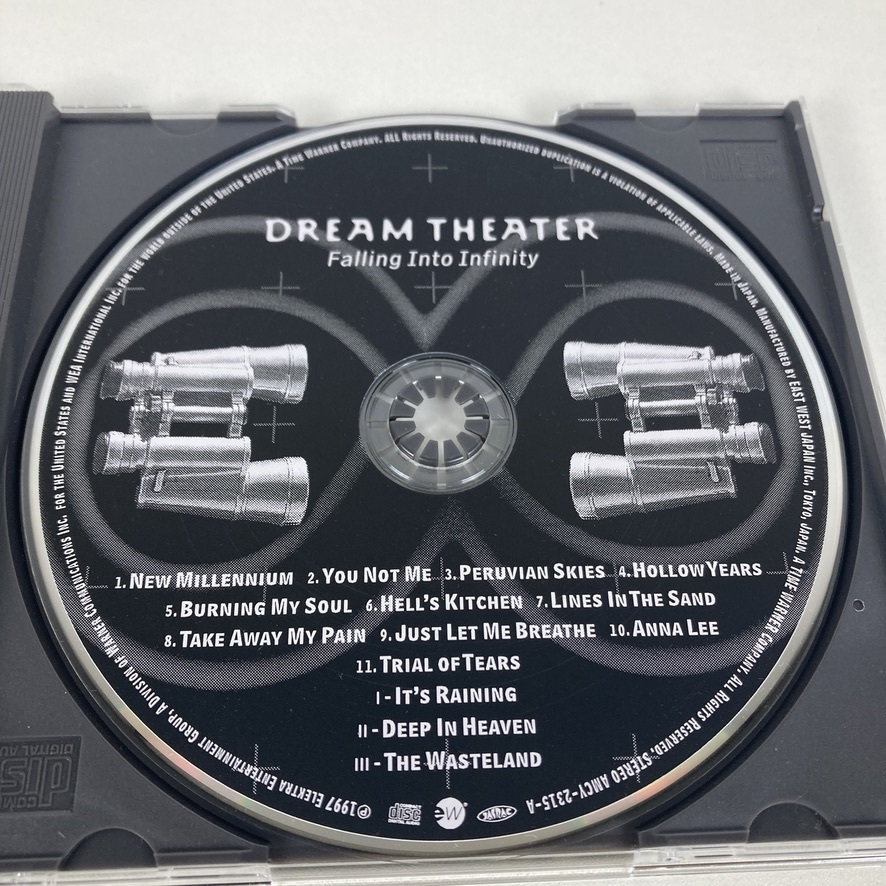 DREAM THEATER
Falling Into Infinity
1. NEW MILLENNIUM 2. YOU NOT ME 3. PERUVIAN SKIES 4. HOLLOW YEARS
5. BURNING MY SOUL 6. HELL'S KITCHEN 7. LINES IN THE SAND
8. TAKE AWAY MY PAIN 9. JUST LET ME BREATHE 10. ANNA LEE
11. TRIAL OF TEARS
I - IT'S RAINING
II - DEEP IN HEAVEN
III - THE WASTELAND
℗ 1997 ELEKTRA ENTERTAINMENT GROUP, A DIVISION OF WARNER COMMUNICATIONS INC. FOR THE UNITED STATES AND WEA INTERNATIONAL INC. FOR THE WORLD OUTSIDE OF THE UNITED STATES. A TIME WARNER COMPANY. ALL RIGHTS RESERVED. UNAUTHORIZED DUPLICATION IS A VIOLATION OF APPLICABLE LAWS. MADE IN JAPAN. MANUFACTURED BY EAST WEST JAPAN INC., TOKYO, JAPAN. A TIME WARNER COMPANY. ALL RIGHTS RESERVED. STEREO AMCY-2315-A
COMPACT
disc
DIGITAL AUDIO
ew
JASRAC